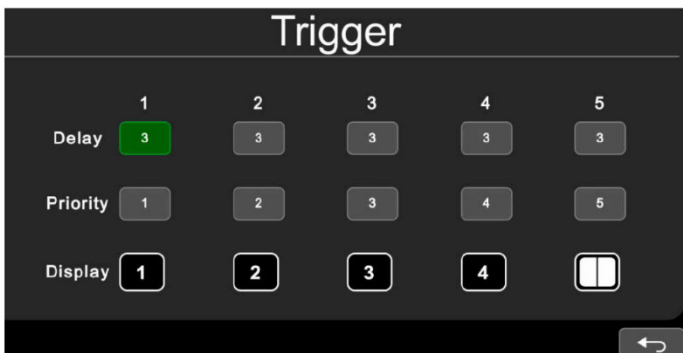 Trigger
1 2 3 4 5
Delay 3 3 3 3 3
Priority 1 2 3 4 5
Display 1 2 3 4